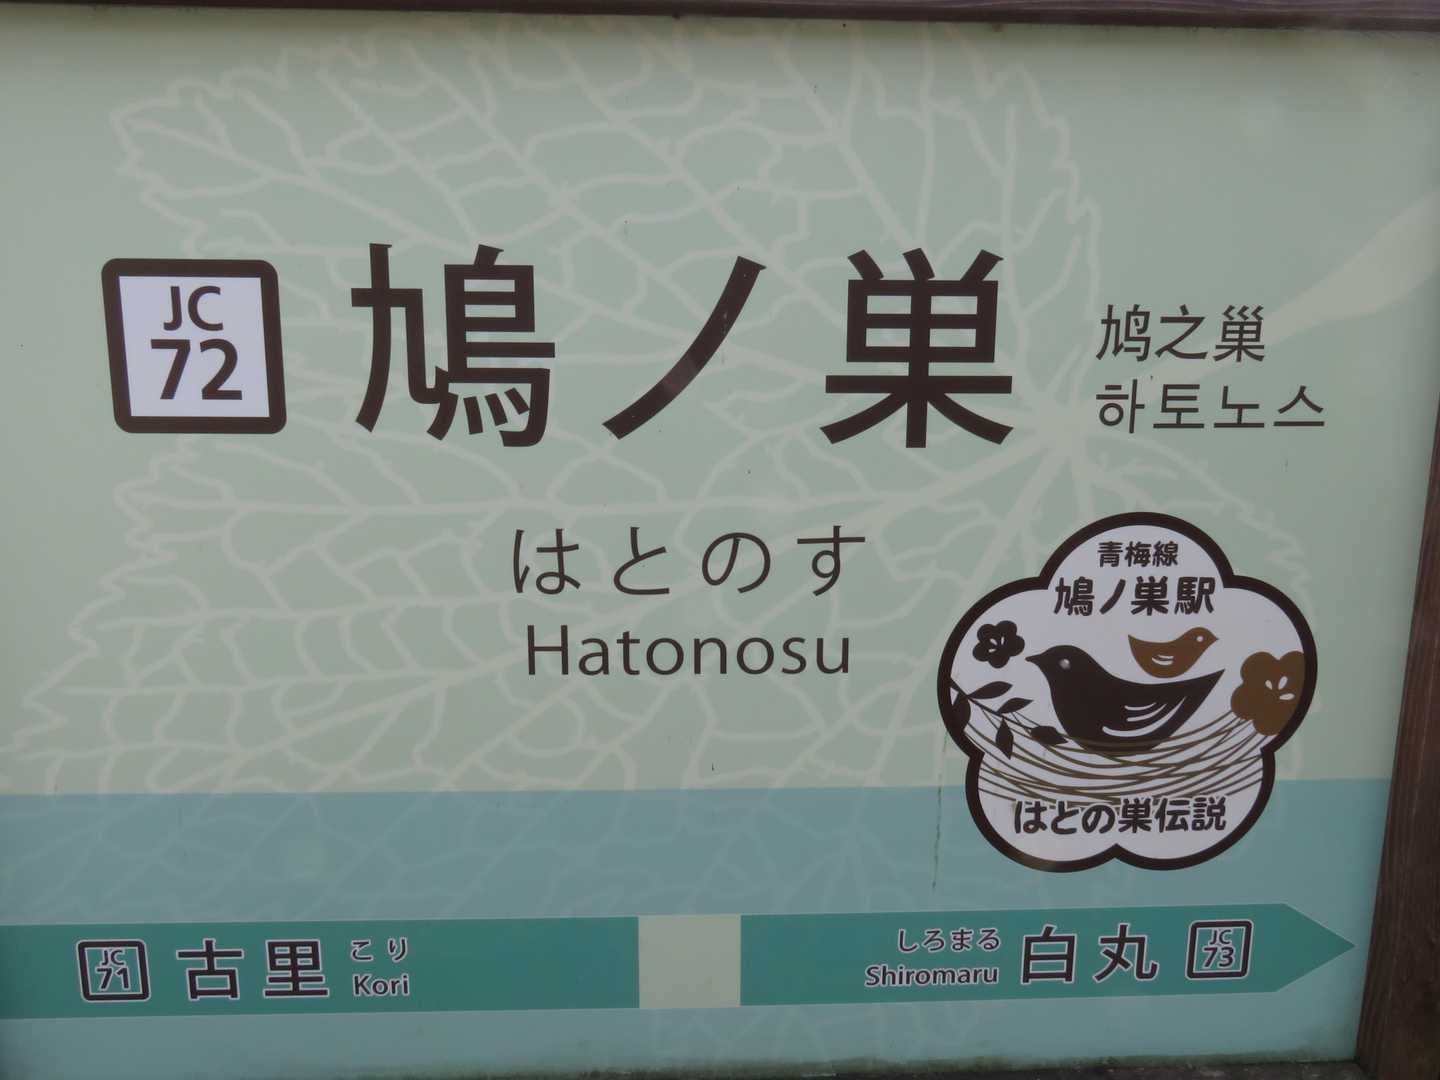 JC
72
鳩ノ巣
鸠之巢
하토노스
はとのす
Hatonosu
青梅線
鳩ノ巣駅
はとの巣伝説
JC
71
古里
こり
Kori
しろまる
Shiromaru
白丸
JC
73